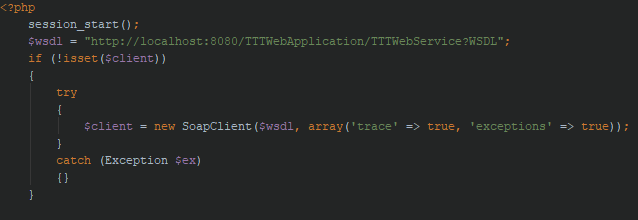 <?php
session_start();
$wsdl = "http://localhost:8080/TTTWebApplication/TTTWebService?WSDL";
if (!isset($client))
{
try
{
$client = new SoapClient($wsdl, array('trace' => true, 'exceptions' => true));
}
catch (Exception $ex)
{}
}